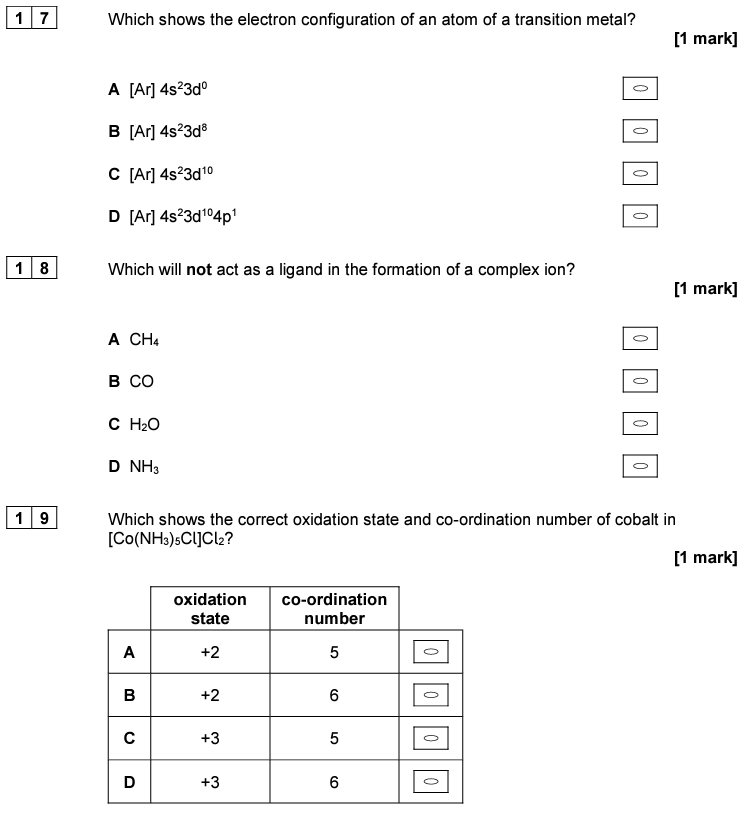 1 7 Which shows the electron configuration of an atom of a transition metal?
[1 mark]
A [Ar] 4s²3d⁰
B [Ar] 4s²3d⁸
C [Ar] 4s²3d¹⁰
D [Ar] 4s²3d¹⁰4p¹
1 8 Which will not act as a ligand in the formation of a complex ion?
[1 mark]
A CH₄
B CO
C H₂O
D NH₃
1 9 Which shows the correct oxidation state and co-ordination number of cobalt in
[Co(NH₃)₅Cl]Cl₂?
[1 mark]
oxidation state co-ordination number
A +2 5
B +2 6
C +3 5
D +3 6